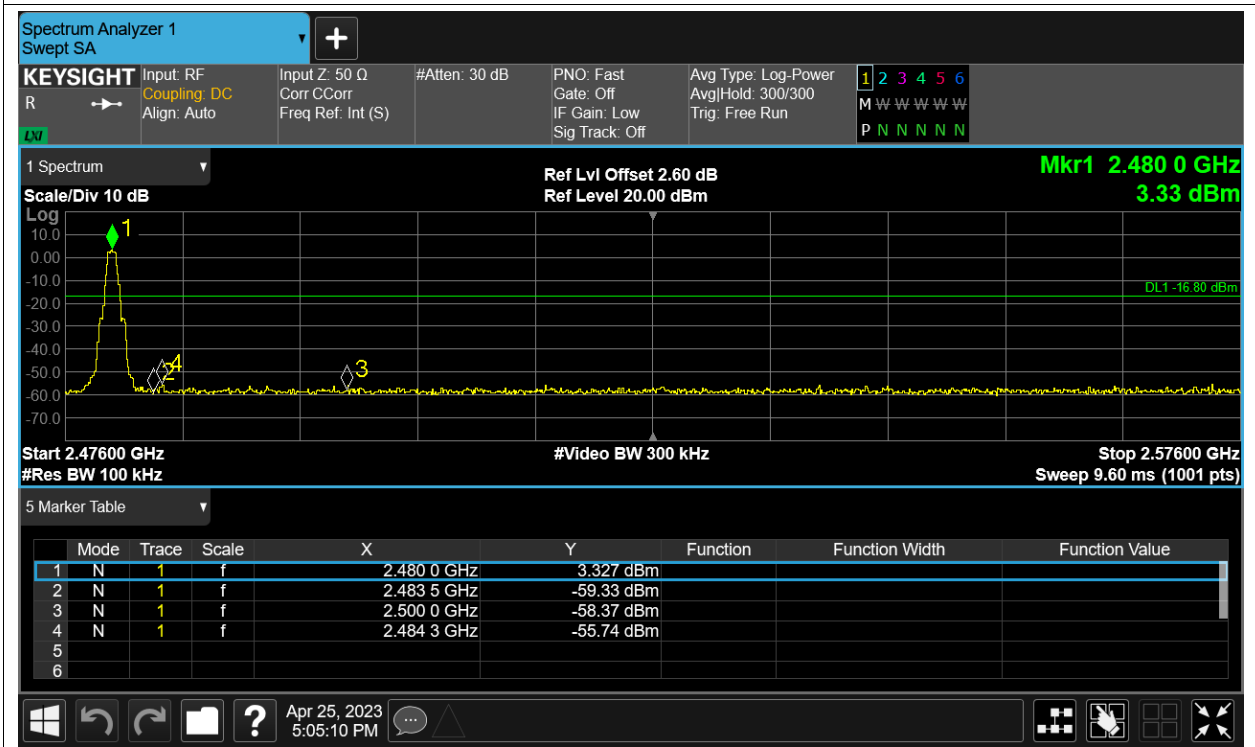 Spectrum Analyzer 1
Swept SA
KEYSIGHT Input: RF Input Z: 50 Ω #Atten: 30 dB PNO: Fast Avg Type: Log-Power 1 2 3 4 5 6
R Coupling: DC Corr CCorr Gate: Off Avg|Hold: 300/300 M W W W W W
Align: Auto Freq Ref: Int (S) IF Gain: Low Trig: Free Run
LXI Sig Track: Off P N N N N N
1 Spectrum Ref Lvl Offset 2.60 dB Mkr1 2.480 0 GHz
Scale/Div 10 dB Ref Level 20.00 dBm 3.33 dBm
Log
1
10.0
0.00
-10.0
DL1 -16.80 dBm
-20.0
-30.0
-40.0
2 4 3
-50.0
-60.0
-70.0
Start 2.47600 GHz #Video BW 300 kHz Stop 2.57600 GHz
#Res BW 100 kHz Sweep 9.60 ms (1001 pts)
5 Marker Table
Mode Trace Scale X Y Function Function Width Function Value
1 N 1 f 2.480 0 GHz 3.327 dBm
2 N 1 f 2.483 5 GHz -59.33 dBm
3 N 1 f 2.500 0 GHz -58.37 dBm
4 N 1 f 2.484 3 GHz -55.74 dBm
5
6
? Apr 25, 2023
5:05:10 PM